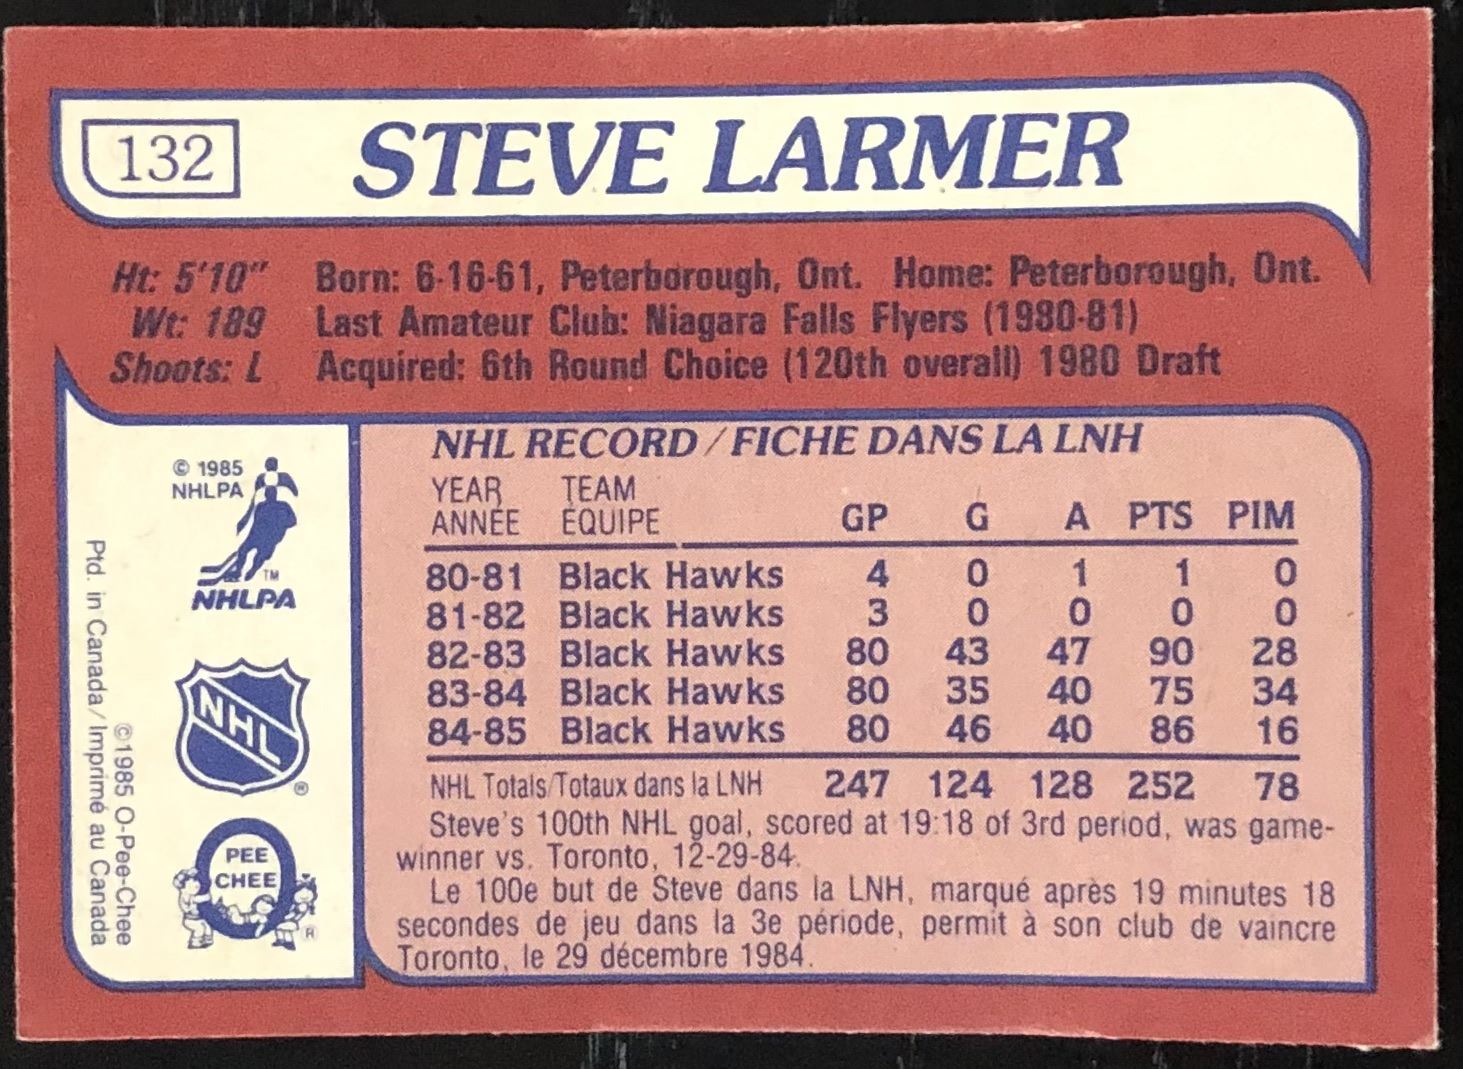 132 STEVE LARMER
Ht: 5'10" Born: 6-16-61, Peterborough, Ont. Home: Peterborough, Ont.
Wt: 189 Last Amateur Club: Niagara Falls Flyers (1980-81)
Shoots: L Acquired: 6th Round Choice (120th overall) 1980 Draft
© 1985
NHLPA
TM
NHLPA
NHL
®
PEE
CHEE
®
Ptd. in Canada/Imprimé au Canada
©1985 O-Pee-Chee
NHL RECORD/FICHE DANS LA LNH
YEAR TEAM
ANNÉE ÉQUIPE GP G A PTS PIM
80-81 Black Hawks 4 0 1 1 0
81-82 Black Hawks 3 0 0 0 0
82-83 Black Hawks 80 43 47 90 28
83-84 Black Hawks 80 35 40 75 34
84-85 Black Hawks 80 46 40 86 16
NHL Totals/Totaux dans la LNH 247 124 128 252 78
Steve's 100th NHL goal, scored at 19:18 of 3rd period, was game-
winner vs. Toronto, 12-29-84.
Le 100e but de Steve dans la LNH, marqué après 19 minutes 18
secondes de jeu dans la 3e période, permit à son club de vaincre
Toronto, le 29 décembre 1984.